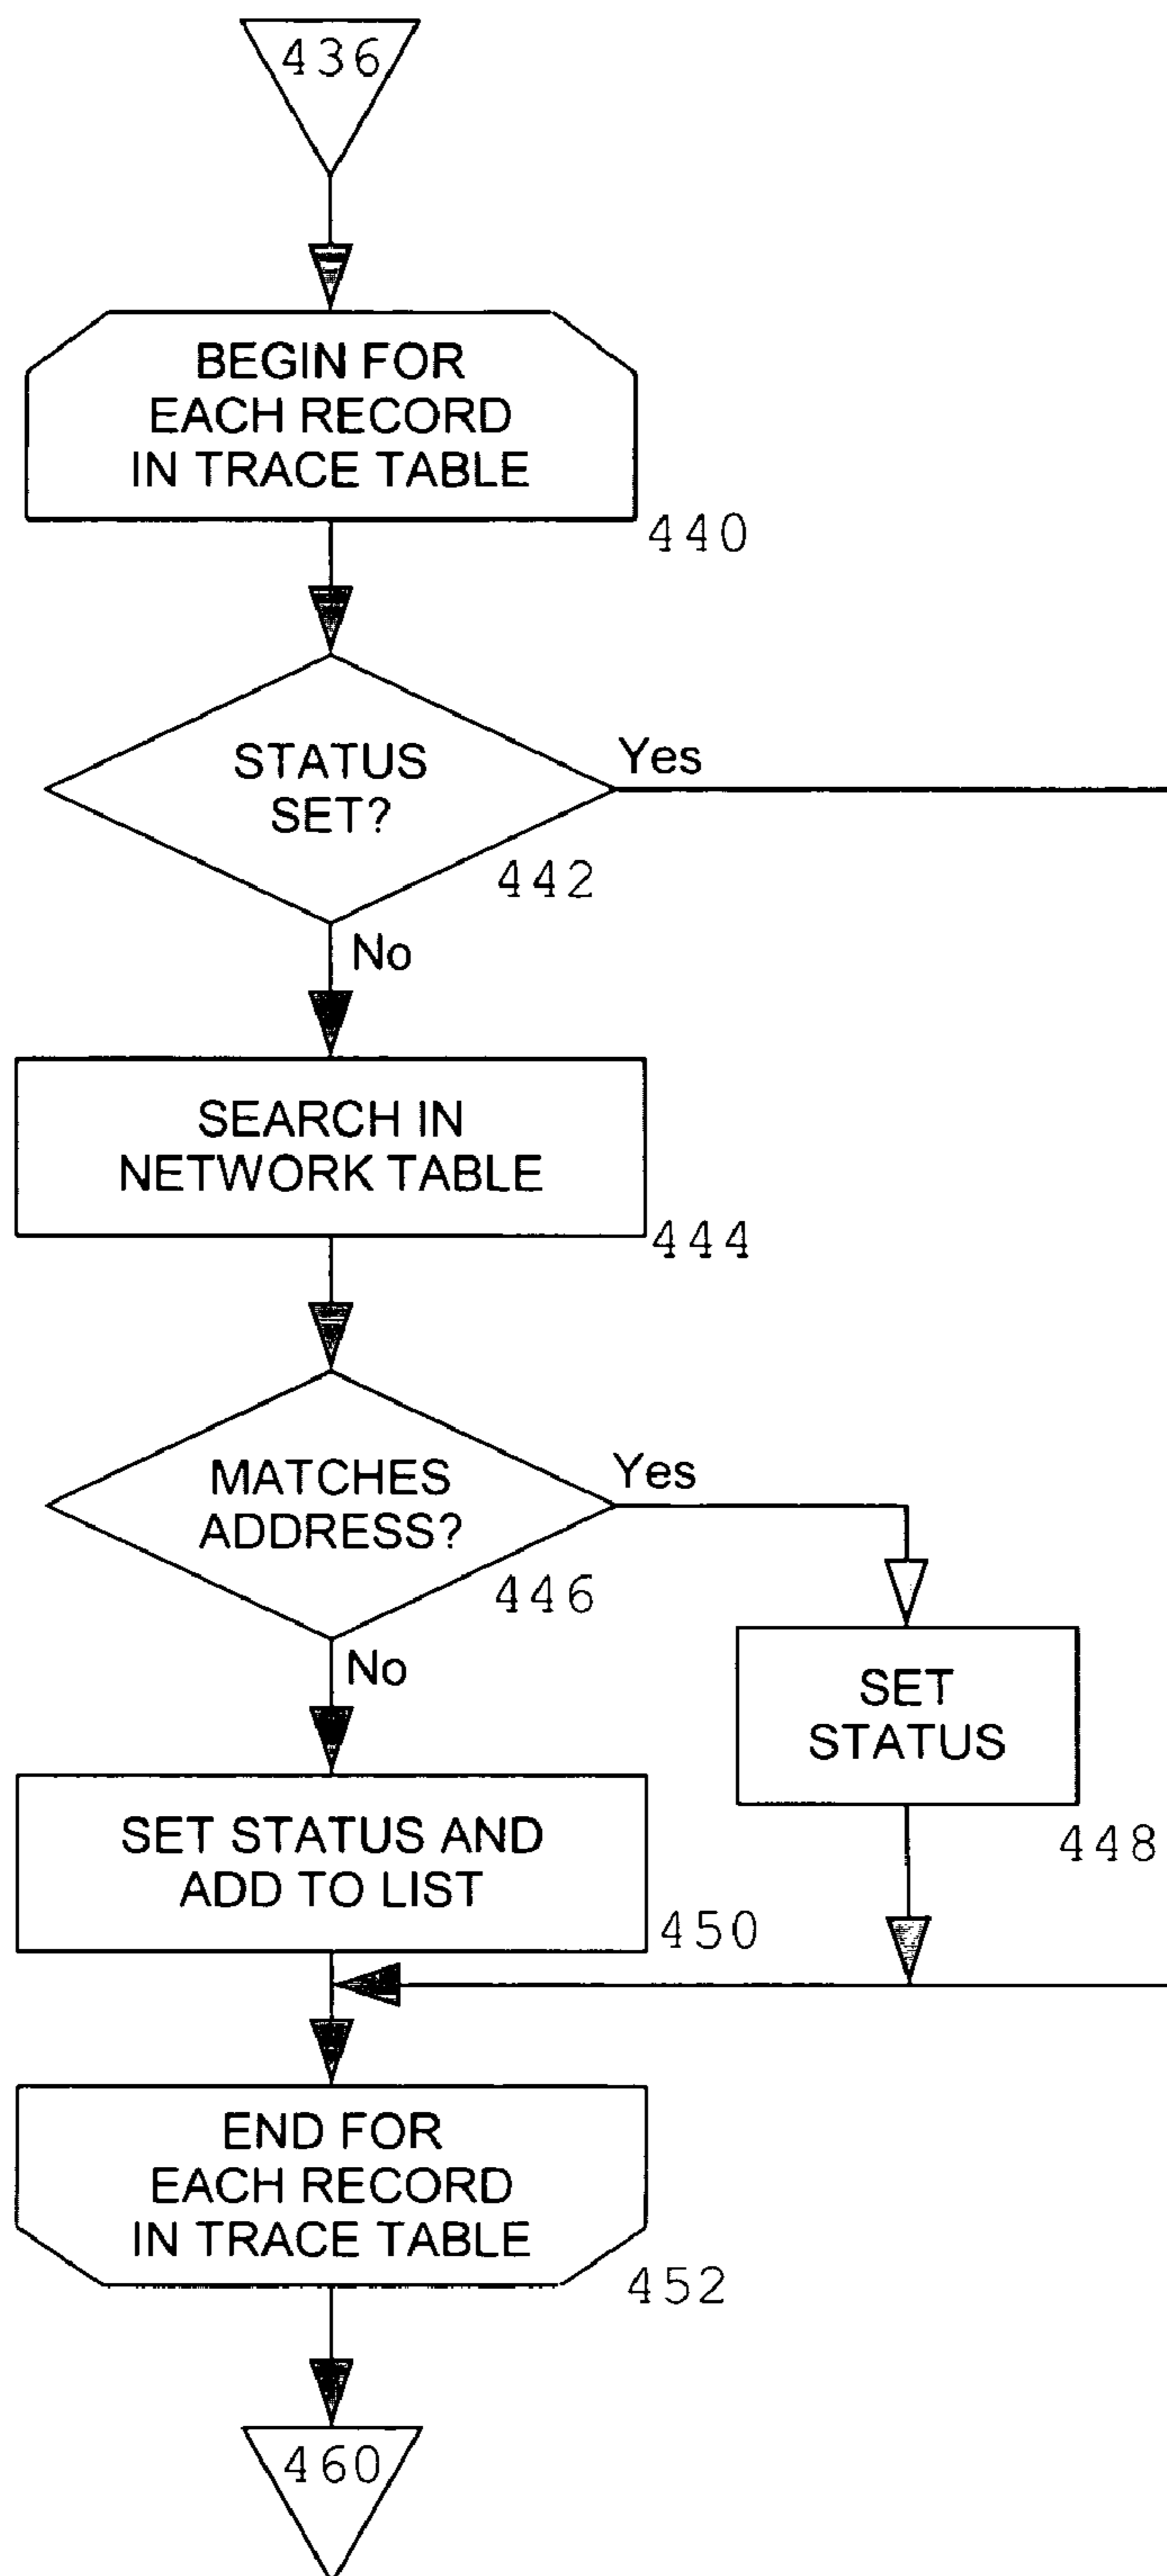 436
BEGIN FOR
EACH RECORD
IN TRACE TABLE
440
STATUS
SET?
Yes
442
No
SEARCH IN
NETWORK TABLE
444
MATCHES
ADDRESS?
Yes
446
No
SET
STATUS
448
SET STATUS AND
ADD TO LIST
450
END FOR
EACH RECORD
IN TRACE TABLE
452
460